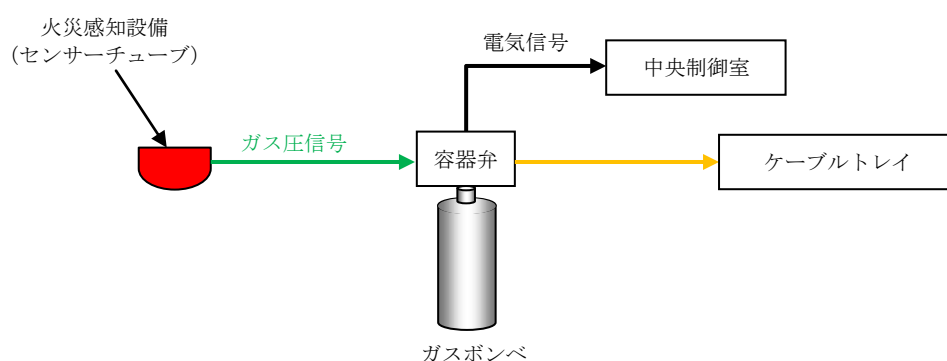 火災感知設備
(センサーチューブ)
電気信号
中央制御室
ガス圧信号
容器弁
ケーブルトレイ
ガスボンベ